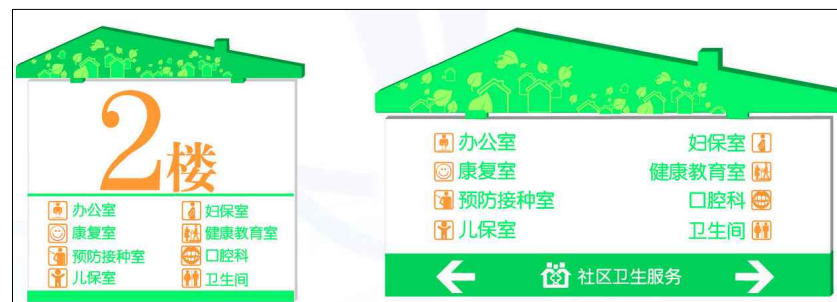 2楼
办公室 妇保室
康复室 健康教育室
预防接种室 口腔科
儿保室 卫生间
办公室 妇保室
康复室 健康教育室
预防接种室 口腔科
儿保室 卫生间
社区卫生服务